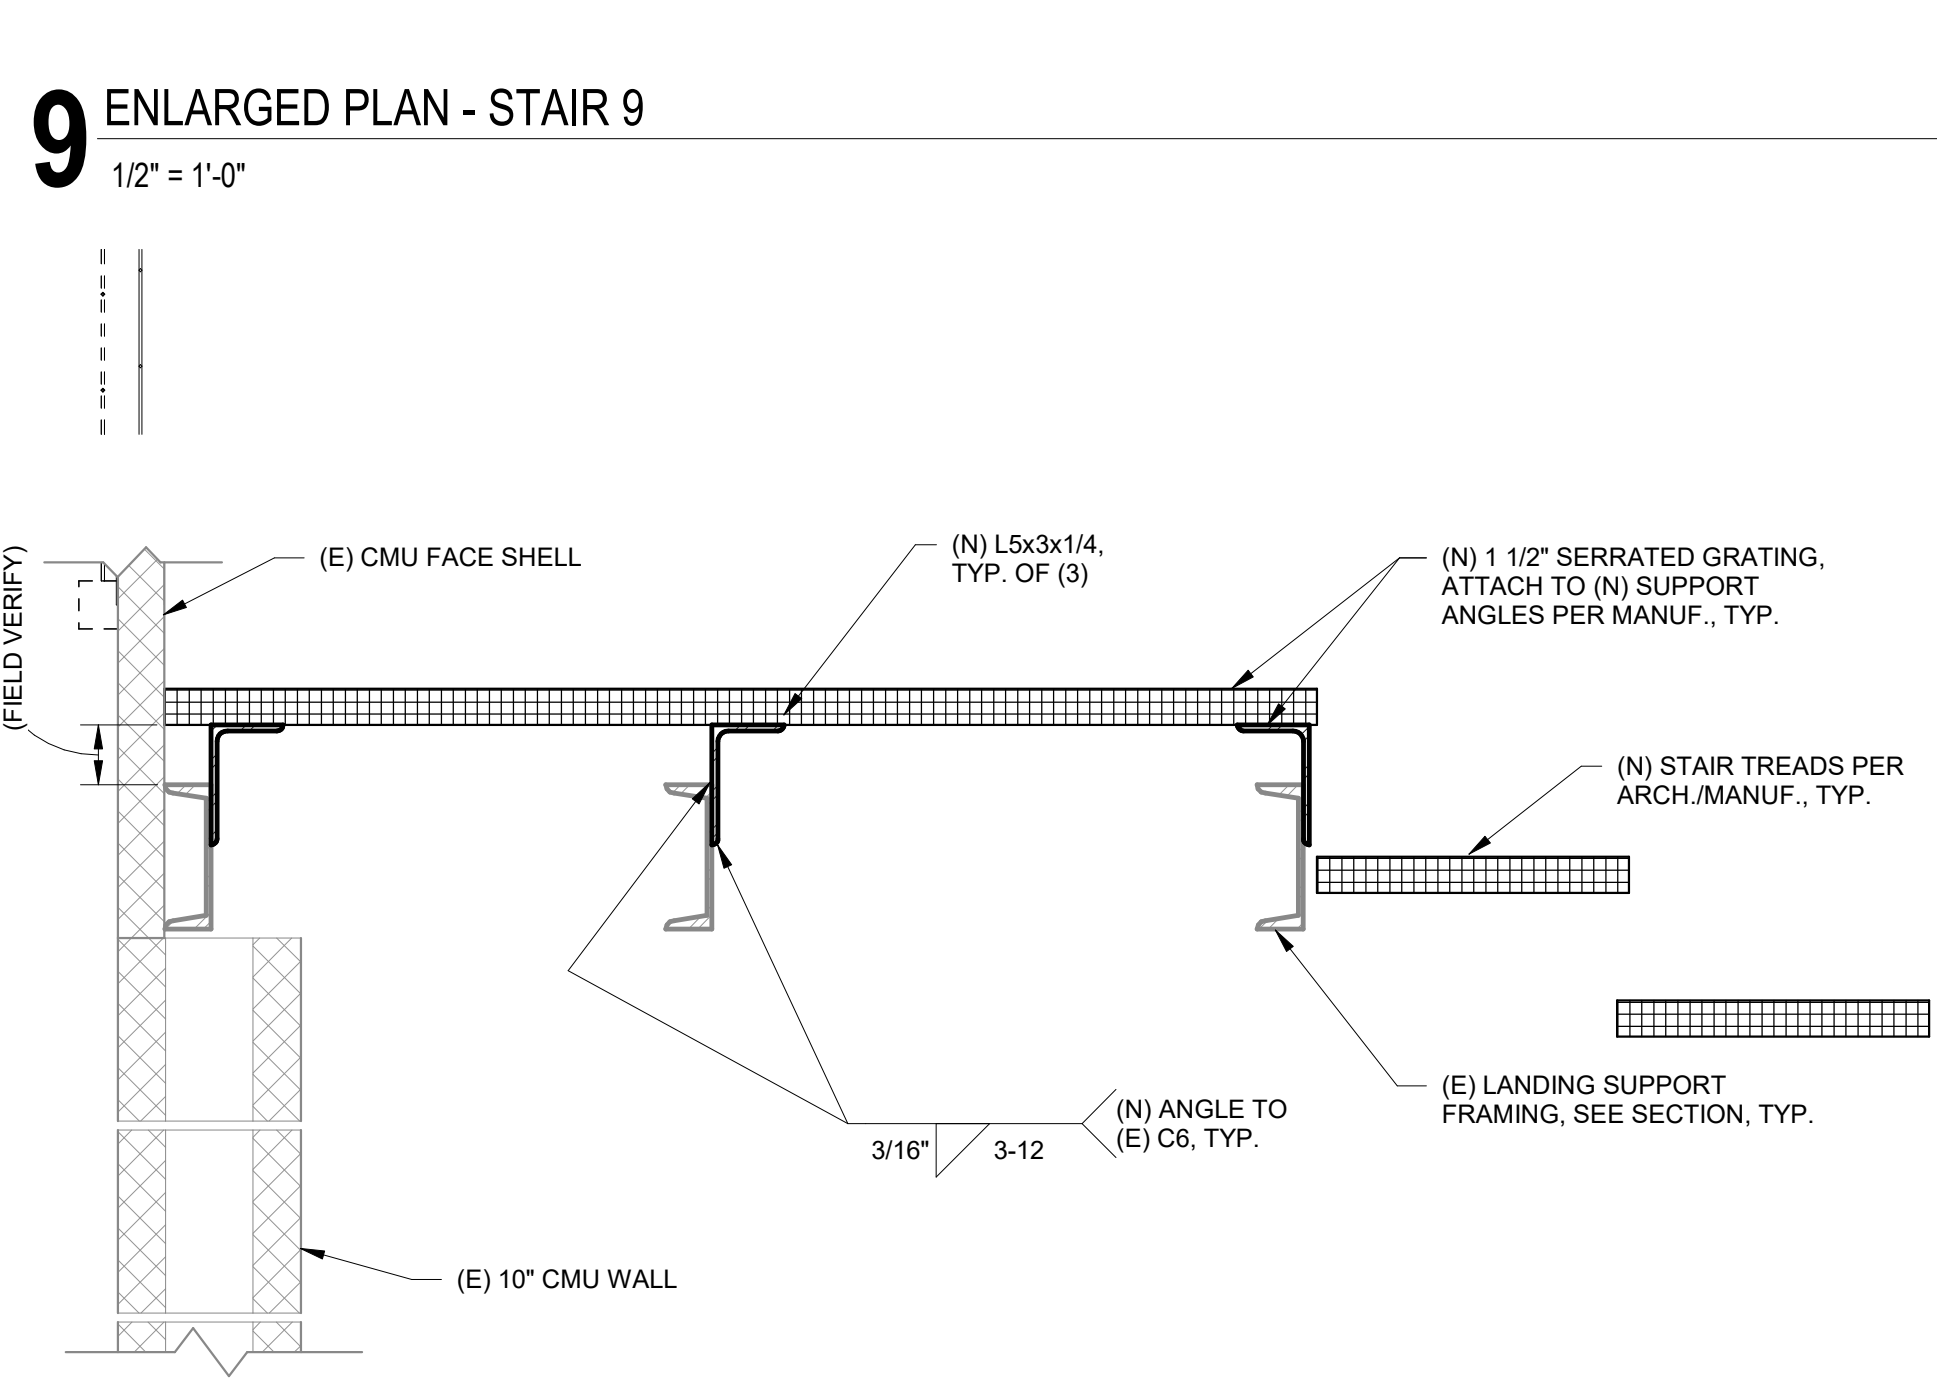 9 ENLARGED PLAN - STAIR 9
1/2" = 1'-0"
(FIELD VERIFY)
(E) CMU FACE SHELL
(N) L5x3x1/4,
TYP. OF (3)
(N) 1 1/2" SERRATED GRATING,
ATTACH TO (N) SUPPORT
ANGLES PER MANUF., TYP.
(N) STAIR TREADS PER
ARCH./MANUF., TYP.
(E) LANDING SUPPORT
FRAMING, SEE SECTION, TYP.
(N) ANGLE TO
(E) C6, TYP.
3/16" 3-12
(E) 10" CMU WALL